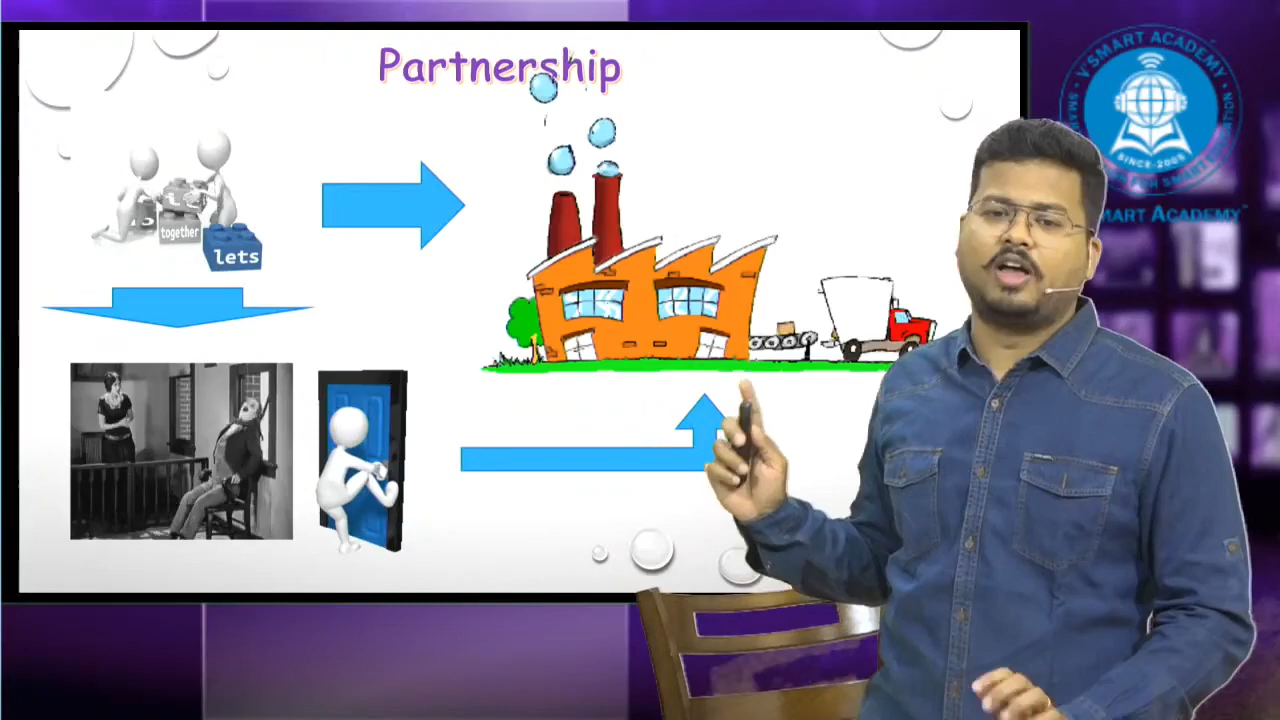 Partnership
V'SMART ACADEMY
SINCE-2005
together
lets
SMART ACADEMY